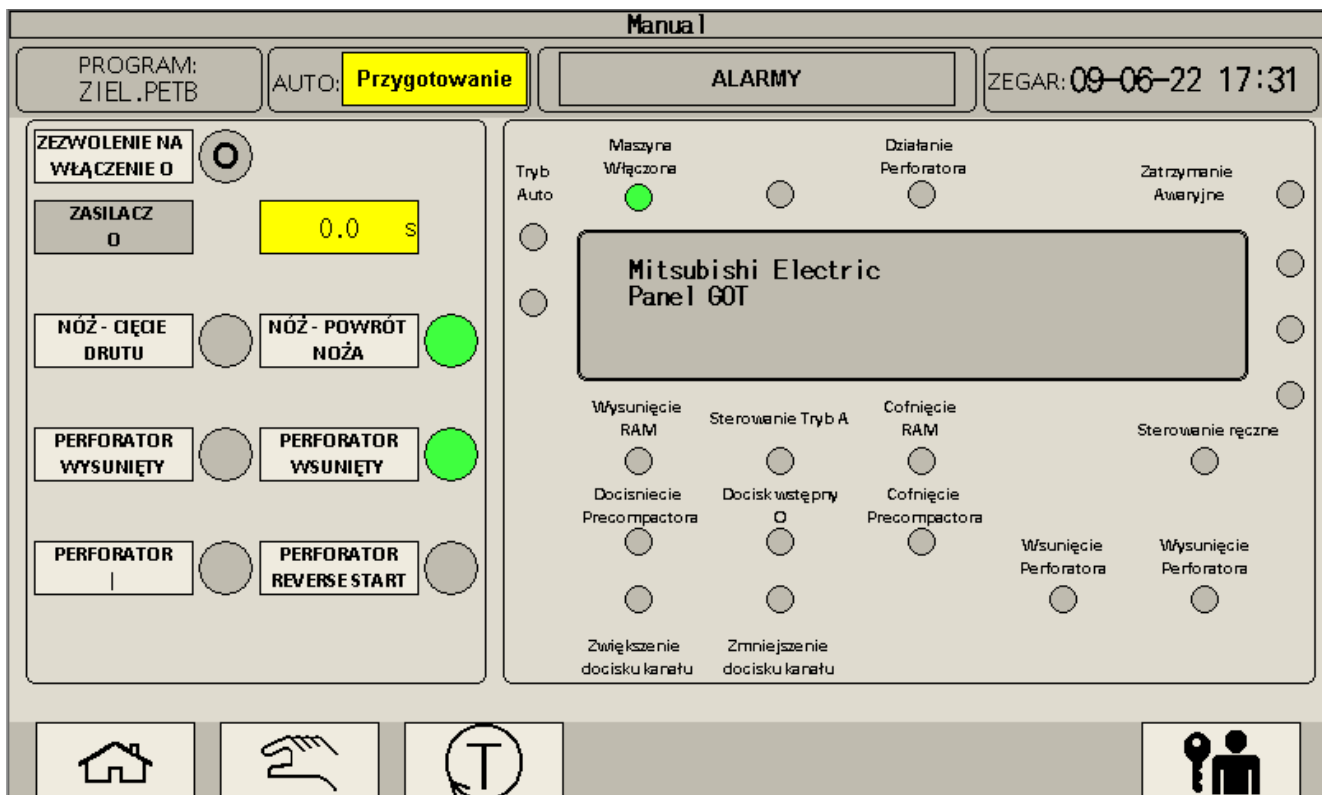 Manual
PROGRAM:
ZIEL.PETB
AUTO:
Przygotowanie
ALARMY
ZEGAR: 09-06-22 17:31
ZEZWOLENIE NA
WŁĄCZENIE O
O
ZASILACZ
O
0.0 s
NÓŻ - CIĘCIE
DRUTU
NÓŻ - POWRÓT
NOŻA
PERFORATOR
WYSUNIĘTY
PERFORATOR
WSUNIĘTY
PERFORATOR
|
PERFORATOR
REVERSE START
Tryb
Auto
Maszyna
Włączona
Działanie
Perforatora
Zatrzymanie
Awaryjne
Mitsubishi Electric
Panel GOT
Wysunięcie
RAM
Sterowanie Tryb A
Cofnięcie
RAM
Sterowanie ręczne
Docisniecie
Precompactora
Docisk wstępny
O
Cofnięcie
Precompactora
Wsunięcie
Perforatora
Wysunięcie
Perforatora
Zwiększenie
docisku kanału
Zmniejszenie
docisku kanału
T